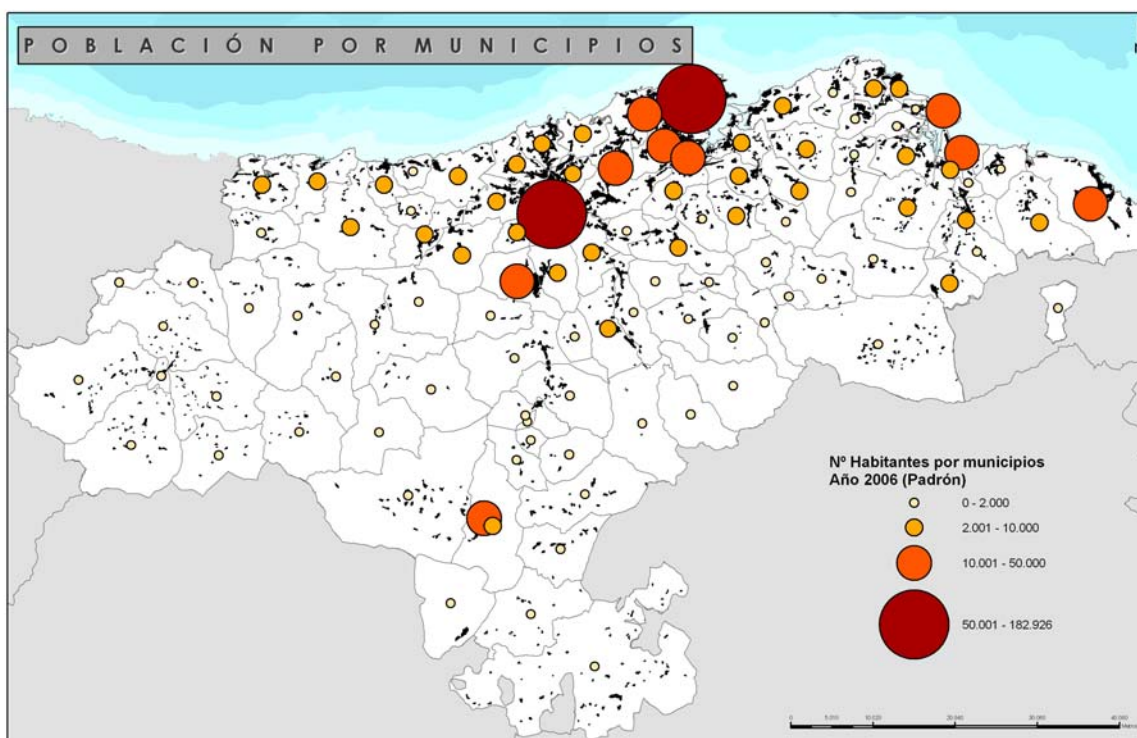 POBLACIÓN POR MUNICIPIOS
Nº Habitantes por municipios
Año 2006 (Padrón)
0 - 2.000
2.001 - 10.000
10.001 - 50.000
50.001 - 182.926